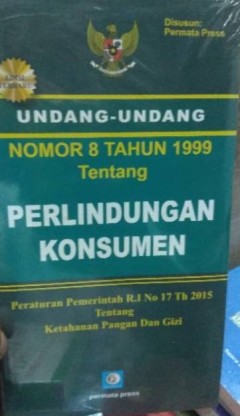 Disusun:
Permata Press
UNDANG-UNDANG
NOMOR 8 TAHUN 1999
Tentang
PERLINDUNGAN
KONSUMEN
Peraturan Pemerintah R.I No 17 Th 2015
Tentang
Ketahanan Pangan Dan Gizi
permata press